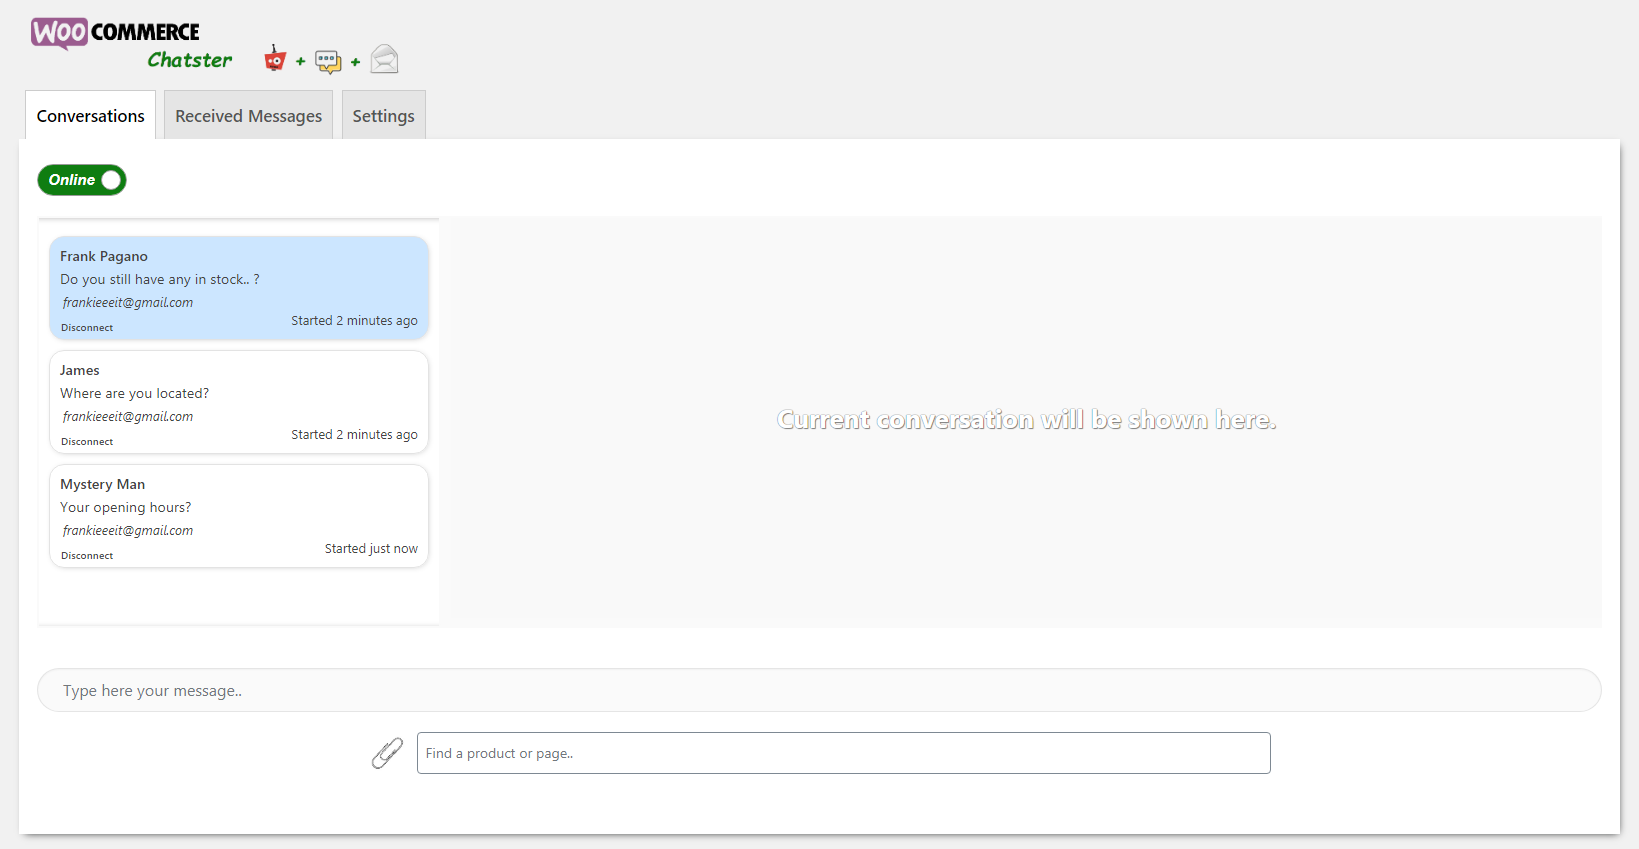 WOO COMMERCE
Chatster + +
Conversations Received Messages Settings
Online
Frank Pagano
Do you still have any in stock.. ?
frankieeeit@gmail.com
Started 2 minutes ago
Disconnect
James
Where are you located?
frankieeeit@gmail.com
Started 2 minutes ago
Disconnect
Mystery Man
Your opening hours?
frankieeeit@gmail.com
Started just now
Disconnect
Current conversation will be shown here.
Type here your message..
Find a product or page..